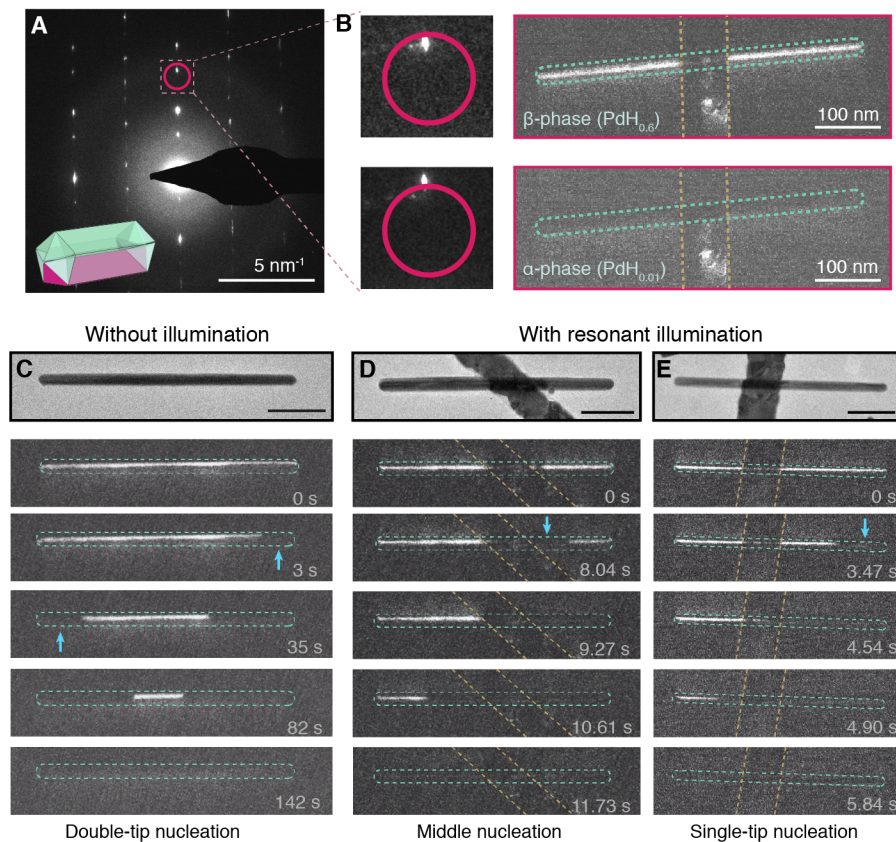 A
5 nm⁻¹
B
β-phase (PdH₀.₆)
100 nm
α-phase (PdH₀.₀₁)
100 nm
Without illumination
With resonant illumination
C
D
E
0 s
0 s
0 s
3 s
8.04 s
3.47 s
35 s
9.27 s
4.54 s
82 s
10.61 s
4.90 s
142 s
11.73 s
5.84 s
Double-tip nucleation
Middle nucleation
Single-tip nucleation